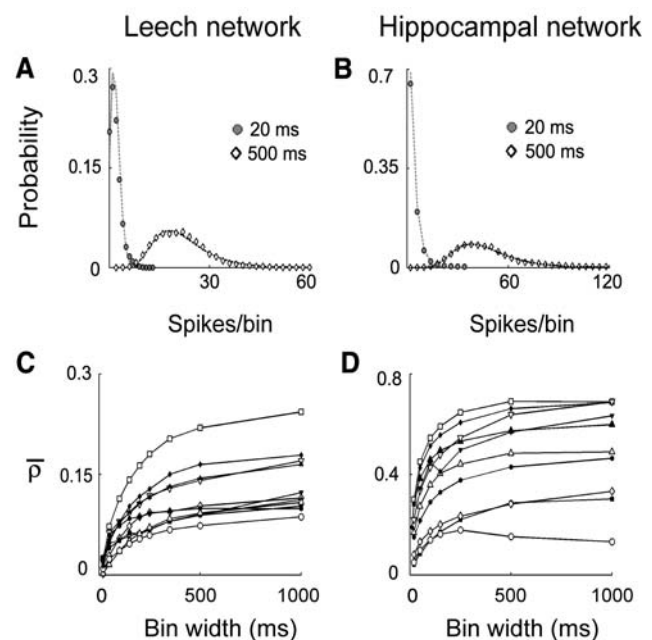 Leech network
Hippocampal network
A
0.3
0.15
0
Probability
20 ms
500 ms
30
60
Spikes/bin
B
0.7
0.35
0
20 ms
500 ms
60
120
Spikes/bin
C
0.3
0.15
0
ρ̅
0
500
1000
Bin width (ms)
D
0.8
0.4
0
0
500
1000
Bin width (ms)